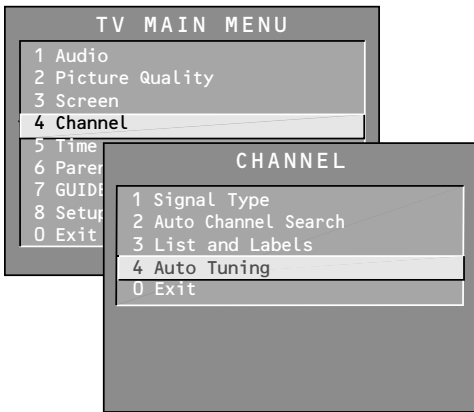 TV MAIN MENU
1 Audio
2 Picture Quality
3 Screen
4 Channel
5 Time
6 Paren
7 GUIDE
8 Setup
0 Exit
CHANNEL
1 Signal Type
2 Auto Channel Search
3 List and Labels
4 Auto Tuning
0 Exit